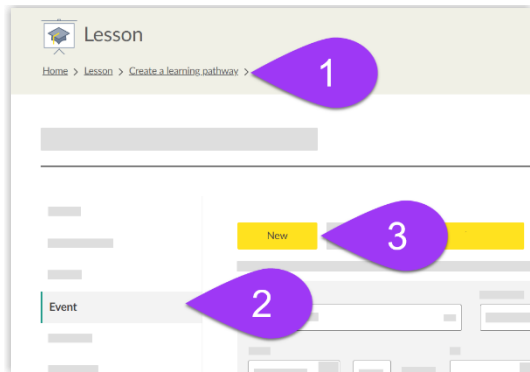 Lesson
Home > Lesson > Create a learning pathway >
1
New
3
Event
2